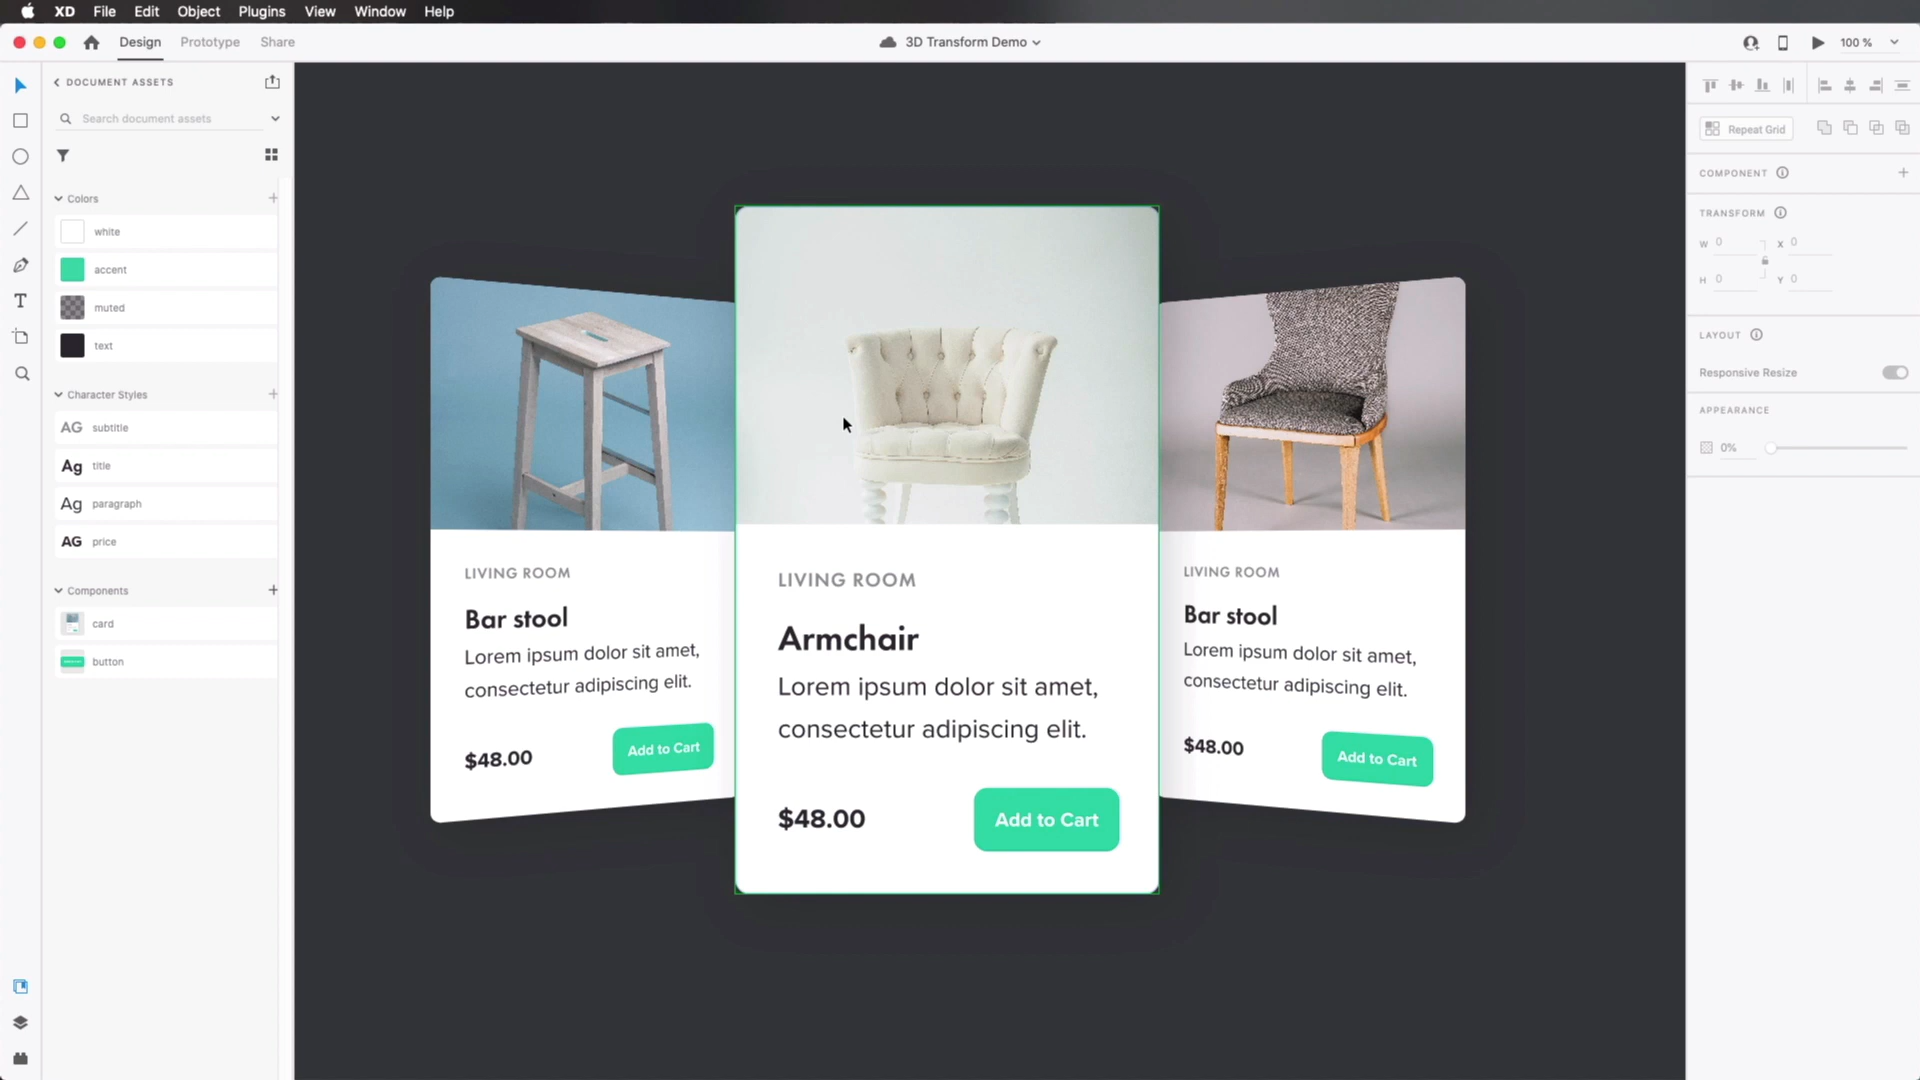 XD File Edit Object Plugins View Window Help
Design Prototype Share
3D Transform Demo
100 %
DOCUMENT ASSETS
Search document assets
Colors
white
accent
muted
text
Character Styles
AG subtitle
Ag title
Ag paragraph
AG price
Components
card
button
LIVING ROOM
Bar stool
Lorem ipsum dolor sit amet,
consectetur adipiscing elit.
$48.00
Add to Cart
LIVING ROOM
Armchair
Lorem ipsum dolor sit amet,
consectetur adipiscing elit.
$48.00
Add to Cart
LIVING ROOM
Bar stool
Lorem ipsum dolor sit amet,
consectetur adipiscing elit.
$48.00
Add to Cart
Repeat Grid
COMPONENT
TRANSFORM
W 0 X 0
H 0 Y 0
LAYOUT
Responsive Resize
APPEARANCE
0%